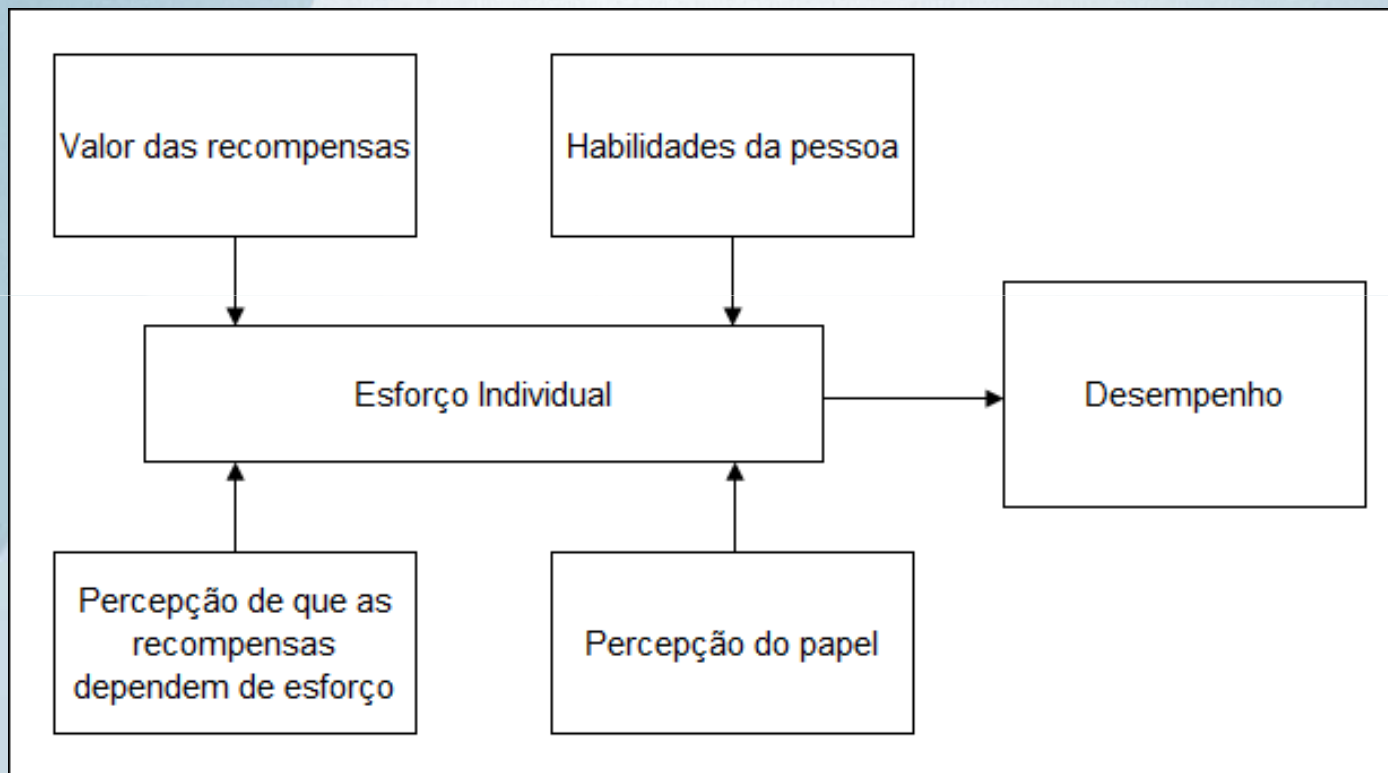 Valor das recompensas
Habilidades da pessoa
Esforço Individual
Desempenho
Percepção de que as
recompensas
dependem de esforço
Percepção do papel